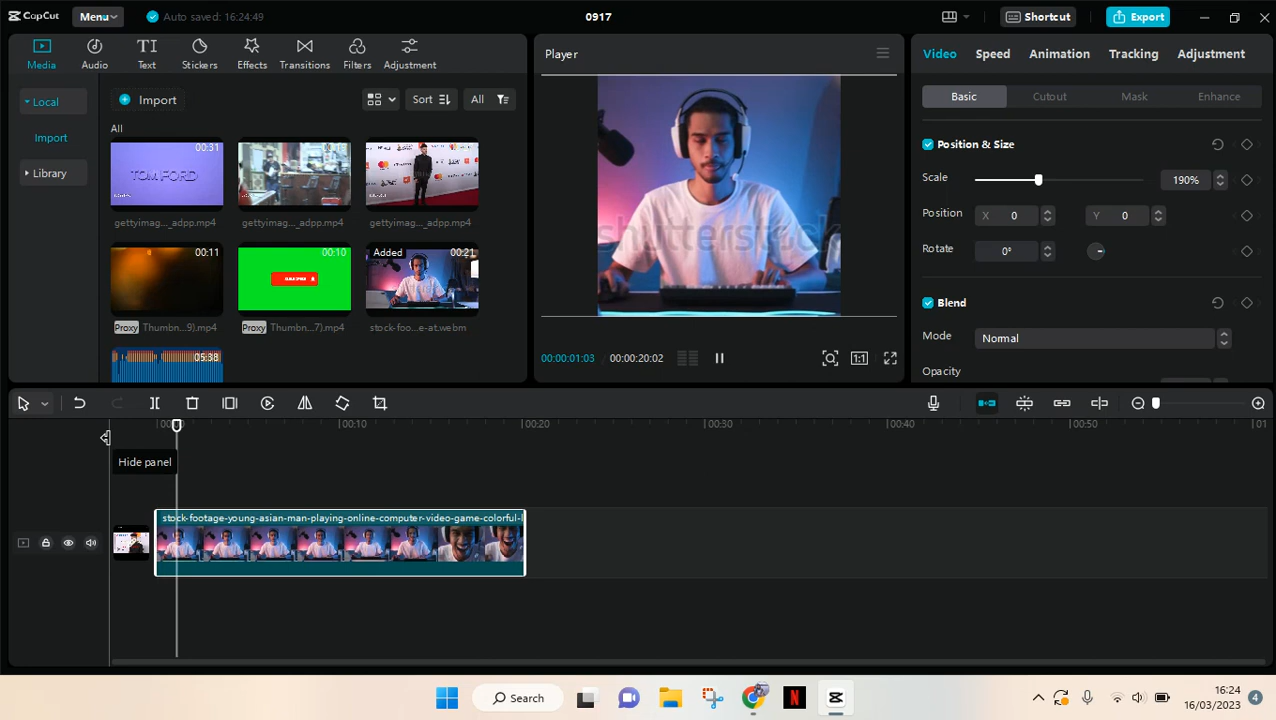 CapCut Menu Auto saved: 16:24:49 0917 Shortcut Export
Media Audio Text Stickers Effects Transitions Filters Adjustment
Player
Video Speed Animation Tracking Adjustment
Local
Import
Library
Import Sort All
All
00:31
TOM FORD
gettyimag..._adpp.mp4
gettyimag..._adpp.mp4
gettyimag..._adpp.mp4
00:11
Proxy Thumbn...9).mp4
00:10
Proxy Thumbn...7).mp4
Added 00:21
stock-foo...e-at.webm
05:38
shutterstock
00:00:01:03 00:00:20:02 1:1
Basic Cutout Mask Enhance
Position & Size
Scale 190%
Position X 0 Y 0
Rotate 0°
Blend
Mode Normal
Opacity
00:10 00:20 00:30 00:40 00:50 01
Hide panel
stock-footage-young-asian-man-playing-online-computer-video-game-colorful-l
Search
16:24
16/03/2023
4